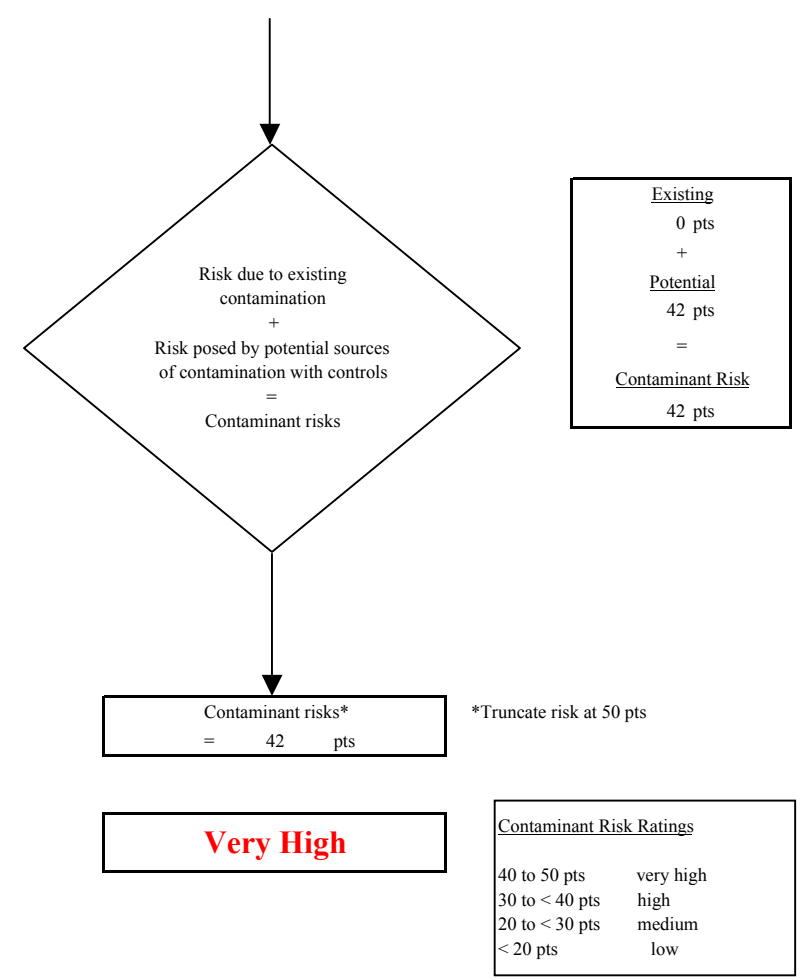 Risk due to existing
contamination
+
Risk posed by potential sources
of contamination with controls
=
Contaminant risks
Existing
0 pts
+
Potential
42 pts
=
Contaminant Risk
42 pts
Contaminant risks*
= 42 pts
*Truncate risk at 50 pts
Very High
Contaminant Risk Ratings
40 to 50 pts very high
30 to < 40 pts high
20 to < 30 pts medium
< 20 pts low